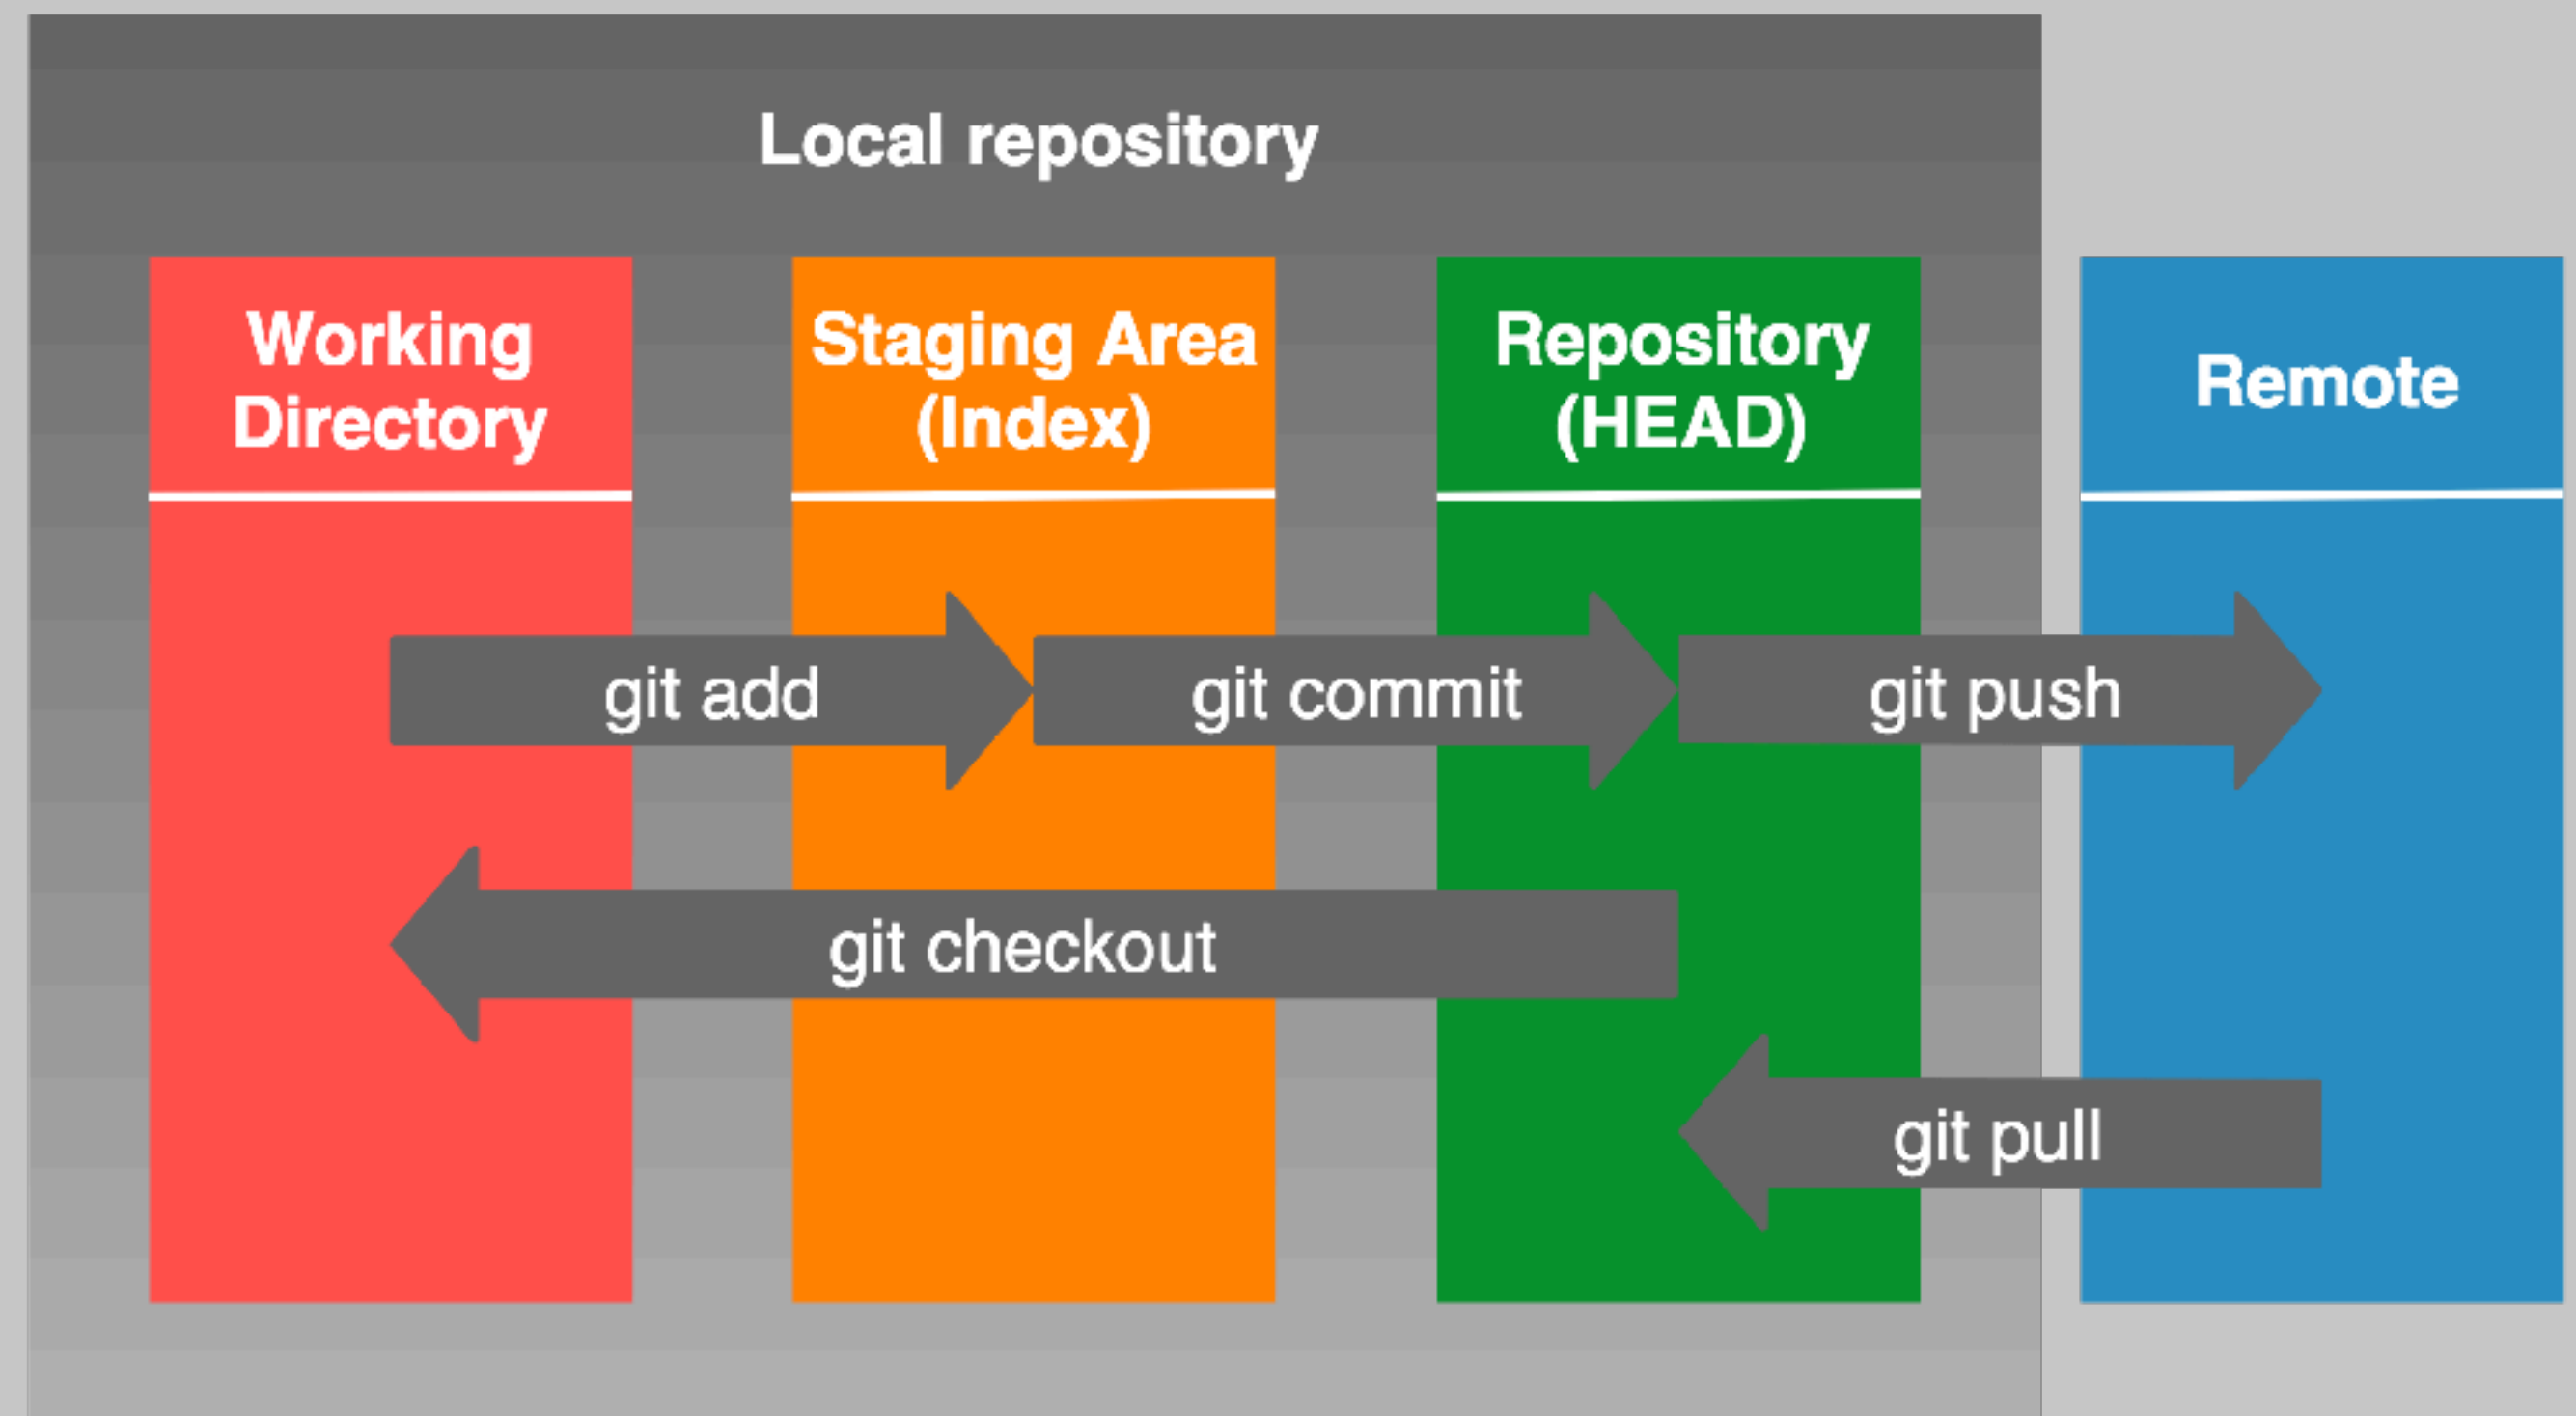 Local repository
Working
Directory
Staging Area
(Index)
Repository
(HEAD)
Remote
git add
git commit
git push
git checkout
git pull